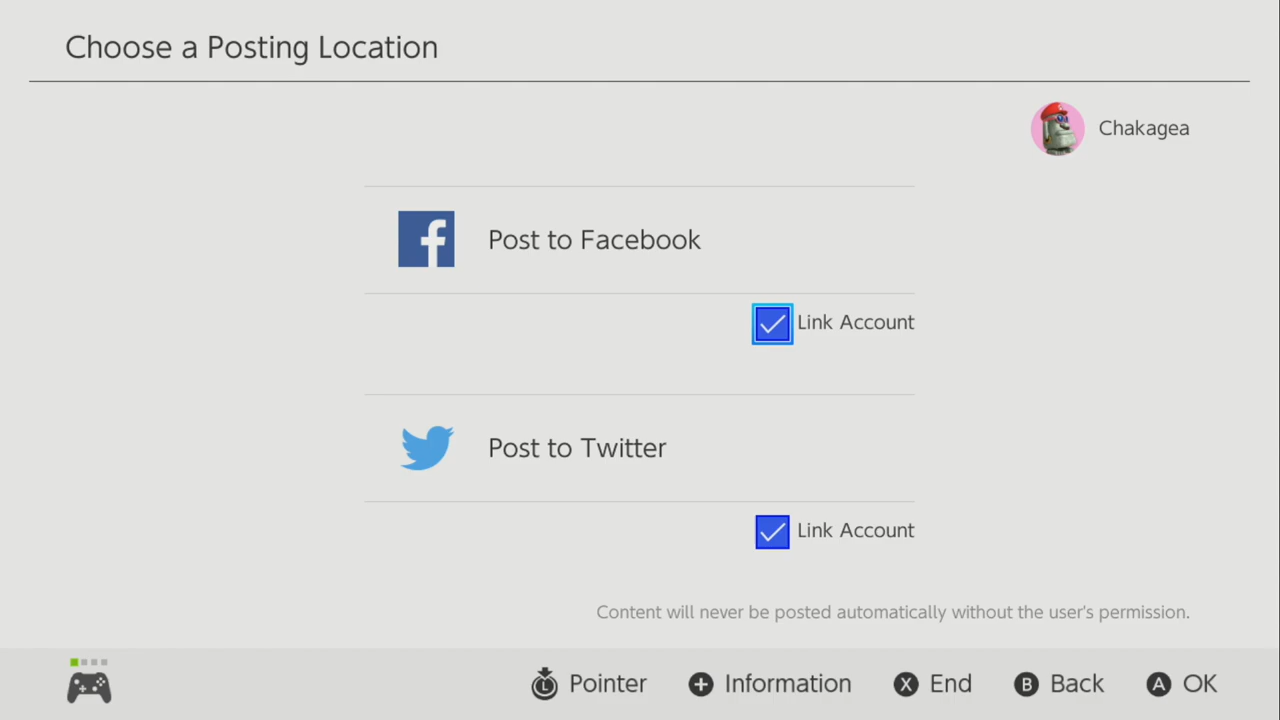 Choose a Posting Location
Chakagea
Post to Facebook
Link Account
Post to Twitter
Link Account
Content will never be posted automatically without the user's permission.
L Pointer + Information X End B Back A OK